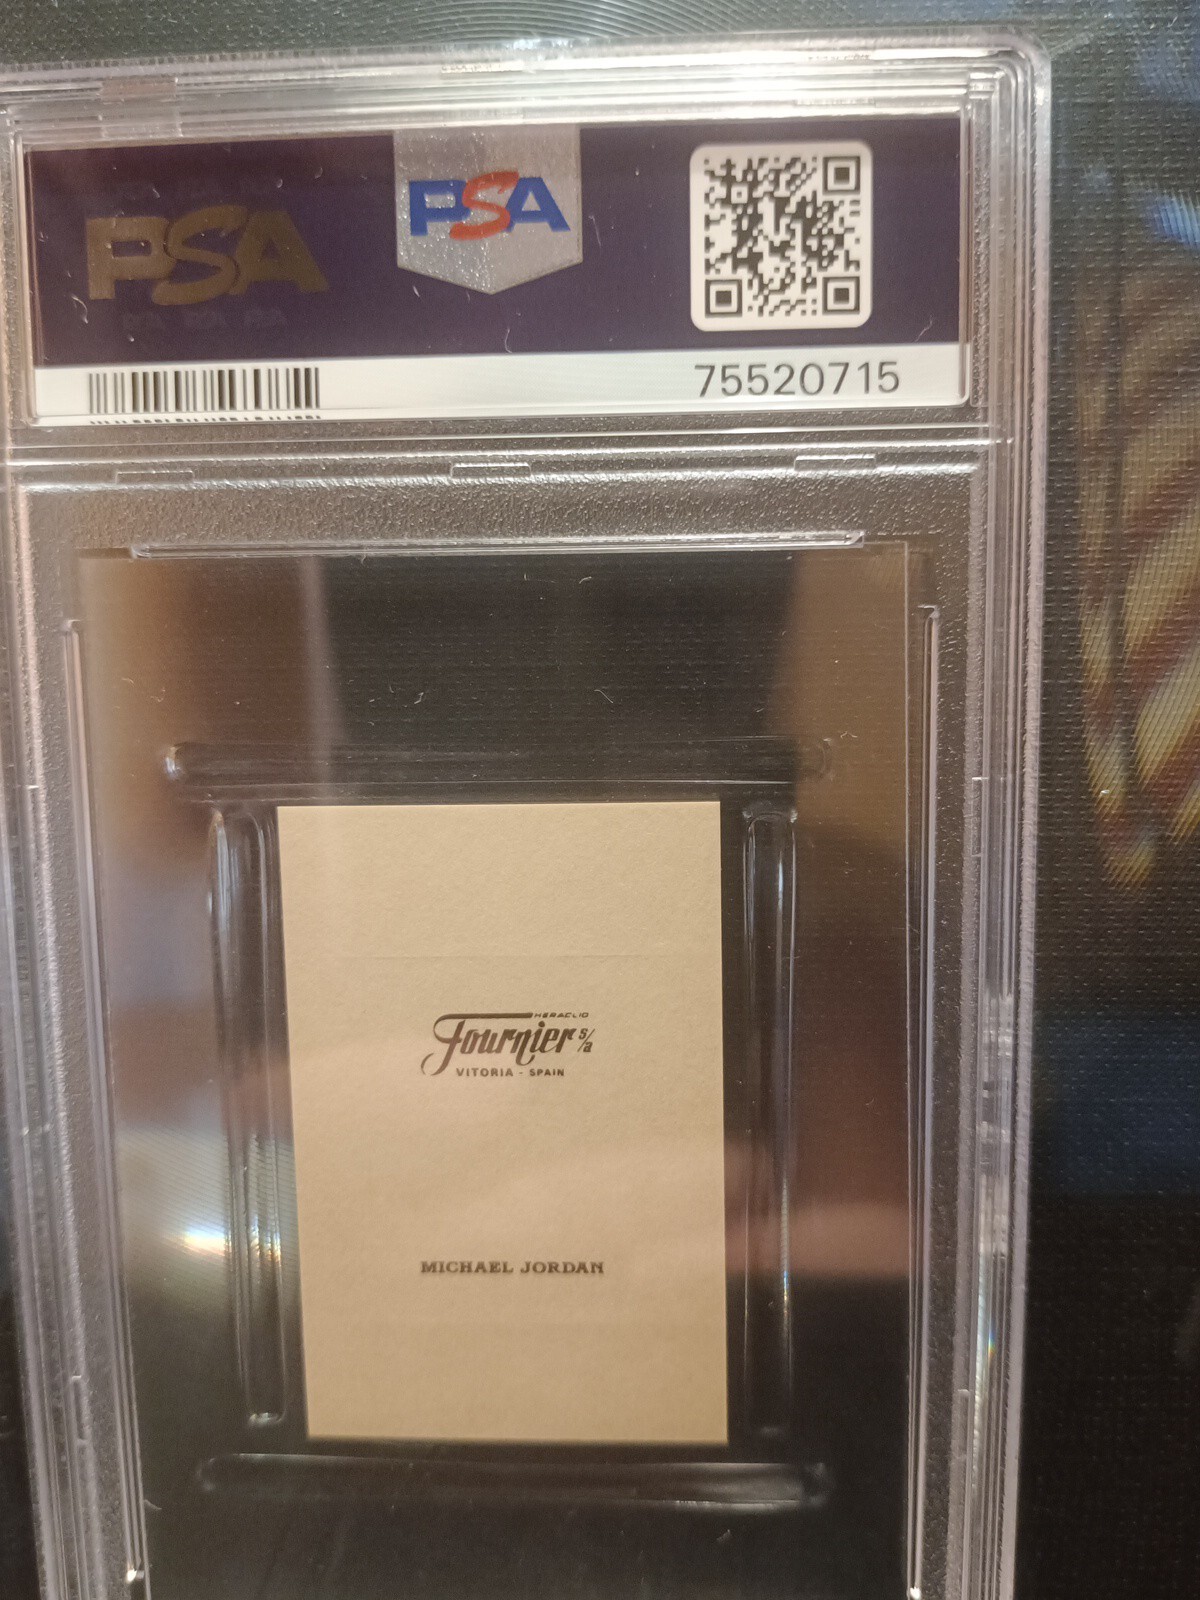 PSA
PSA
75520715
HERACLIO
Fournier S/a
VITORIA - SPAIN
MICHAEL JORDAN